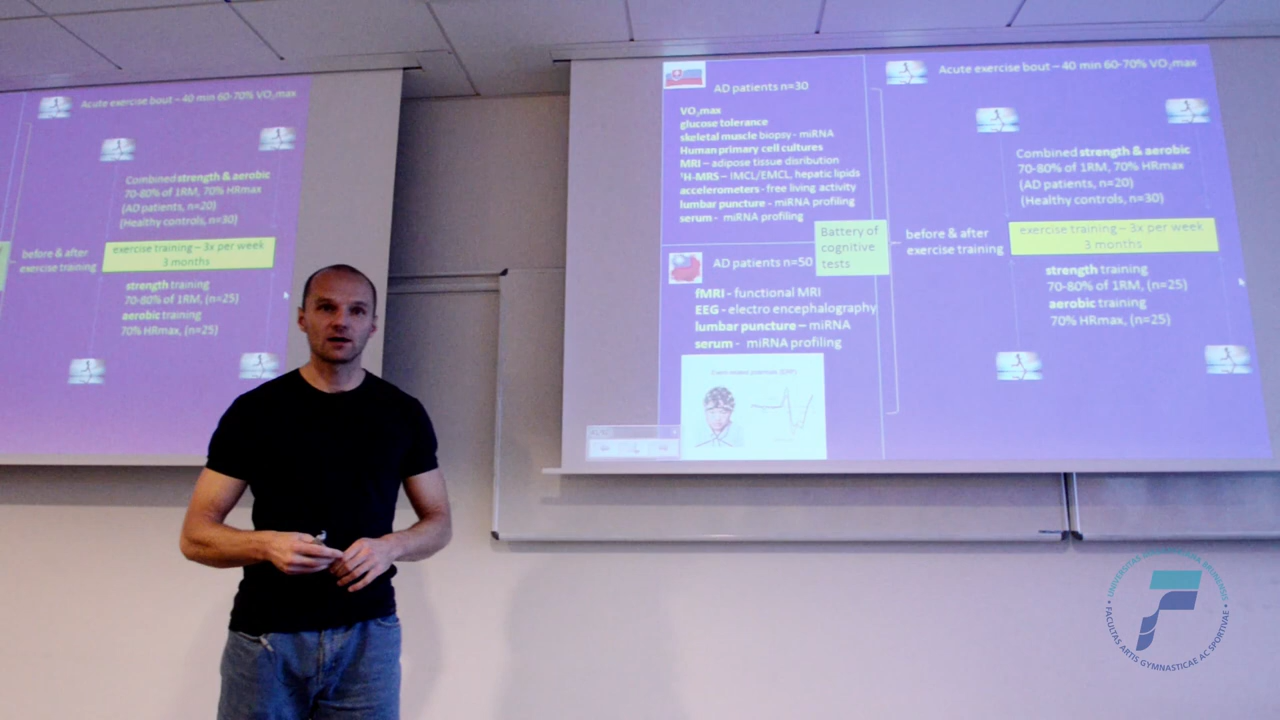 Acute exercise bout – 40 min 60-70% VO₂max
Combined strength & aerobic
70-80% of 1RM, 70% HRmax
(AD patients, n=20)
(Healthy controls, n=30)
before & after
exercise training
exercise training – 3x per week
3 months
strength training
70-80% of 1RM, (n=25)
aerobic training
70% HRmax, (n=25)
AD patients n=30
VO₂max
glucose tolerance
skeletal muscle biopsy - miRNA
Human primary cell cultures
MRI – adipose tissue disribution
¹H-MRS – IMCL/EMCL, hepatic lipids
accelerometers - free living activity
lumbar puncture - miRNA profiling
serum - miRNA profiling
Battery of
cognitive
tests
AD patients n=50
fMRI - functional MRI
EEG - electro encephalography
lumbar puncture – miRNA
serum - miRNA profiling
Event-related potentials (ERP)
Acute exercise bout – 40 min 60-70% VO₂max
Combined strength & aerobic
70-80% of 1RM, 70% HRmax
(AD patients, n=20)
(Healthy controls, n=30)
before & after
exercise training
exercise training – 3x per week
3 months
strength training
70-80% of 1RM, (n=25)
aerobic training
70% HRmax, (n=25)
UNIVERSITAS BRUNENSIS
FACULTAS ARTIS GYMNASTICAE AC SPORTIVAE